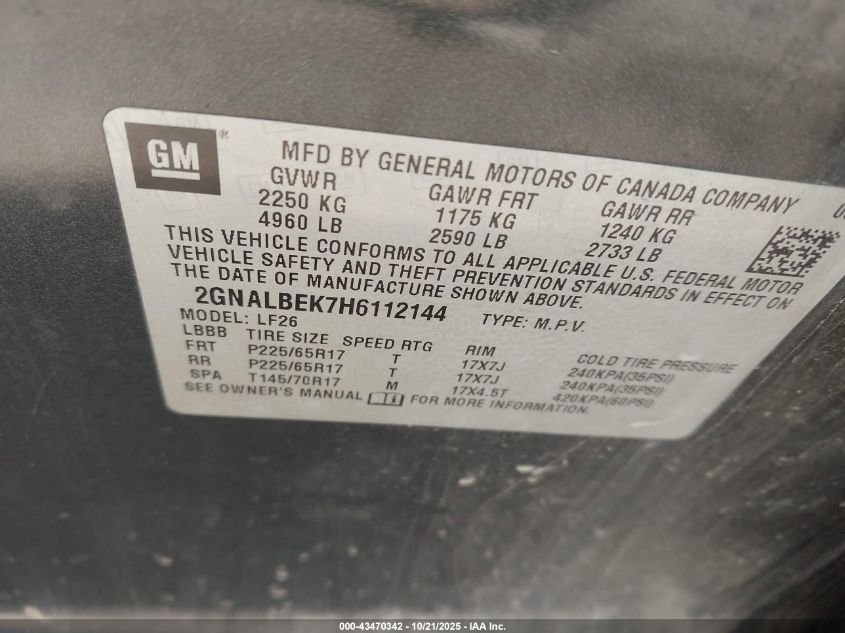 GM®
MFD BY GENERAL MOTORS OF CANADA COMPANY
GVWR GAWR FRT GAWR RR
2250 KG 1175 KG 1240 KG
4960 LB 2590 LB 2733 LB
THIS VEHICLE CONFORMS TO ALL APPLICABLE U.S. FEDERAL MOTOR
VEHICLE SAFETY AND THEFT PREVENTION STANDARDS IN EFFECT ON
THE DATE OF MANUFACTURE SHOWN ABOVE.
2GNALBEK7H6112144 TYPE: M.P.V.
MODEL: LF26
LBBB TIRE SIZE SPEED RTG RIM COLD TIRE PRESSURE
FRT P225/65R17 T 17X7J 240KPA(35PSI)
RR P225/65R17 T 17X7J 240KPA(35PSI)
SPA T145/70R17 M 17X4.5T 420KPA(60PSI)
SEE OWNER'S MANUAL FOR MORE INFORMATION.
000-43470342 - 10/21/2025 - IAA Inc.